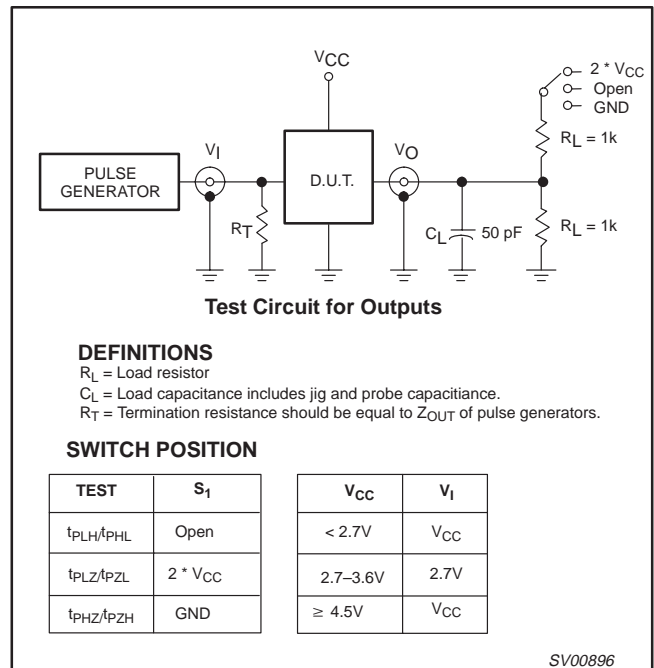 VCC
2 * VCC
Open
GND
RL = 1k
VI
VO
PULSE
GENERATOR
D.U.T.
RT
CL
50 pF
RL = 1k
Test Circuit for Outputs
DEFINITIONS
RL = Load resistor
CL = Load capacitance includes jig and probe capacitiance.
RT = Termination resistance should be equal to ZOUT of pulse generators.
SWITCH POSITION
TEST S1
tPLH/tPHL Open
tPLZ/tPZL 2 * VCC
tPHZ/tPZH GND
VCC VI
< 2.7V VCC
2.7–3.6V 2.7V
≥ 4.5V VCC
SV00896